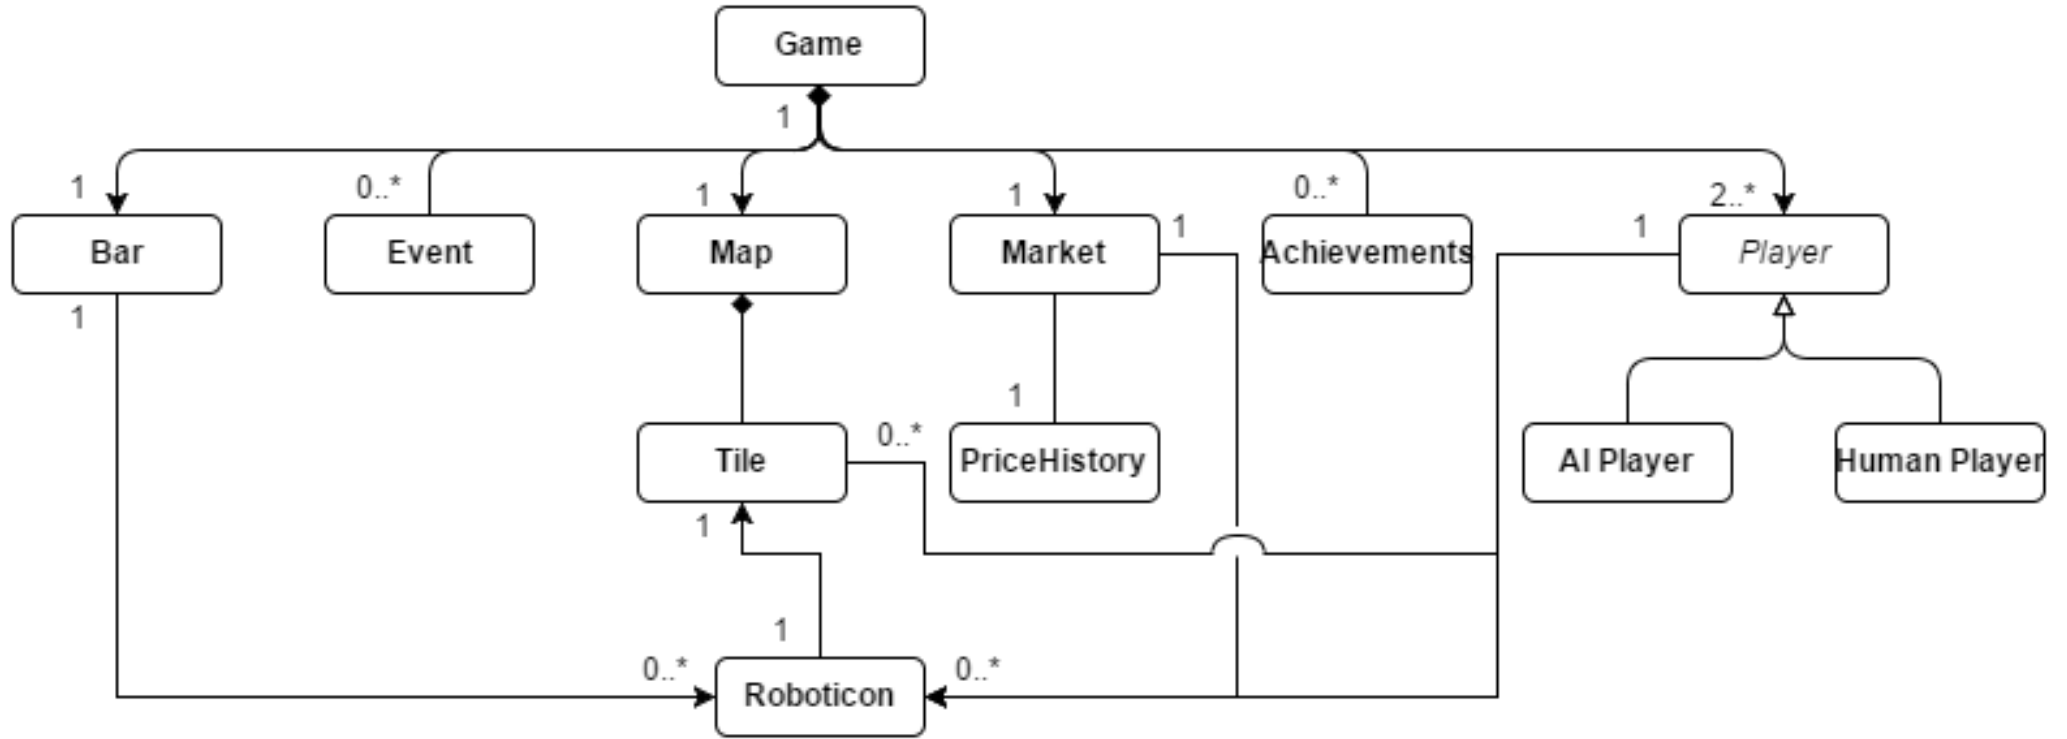 Game
1
1
0..*
1
1
0..*
2..*
Bar
Event
Map
Market
1
Achievements
1
Player
1
1
0..*
Tile
PriceHistory
AI Player
Human Player
1
1
0..*
0..*
Roboticon